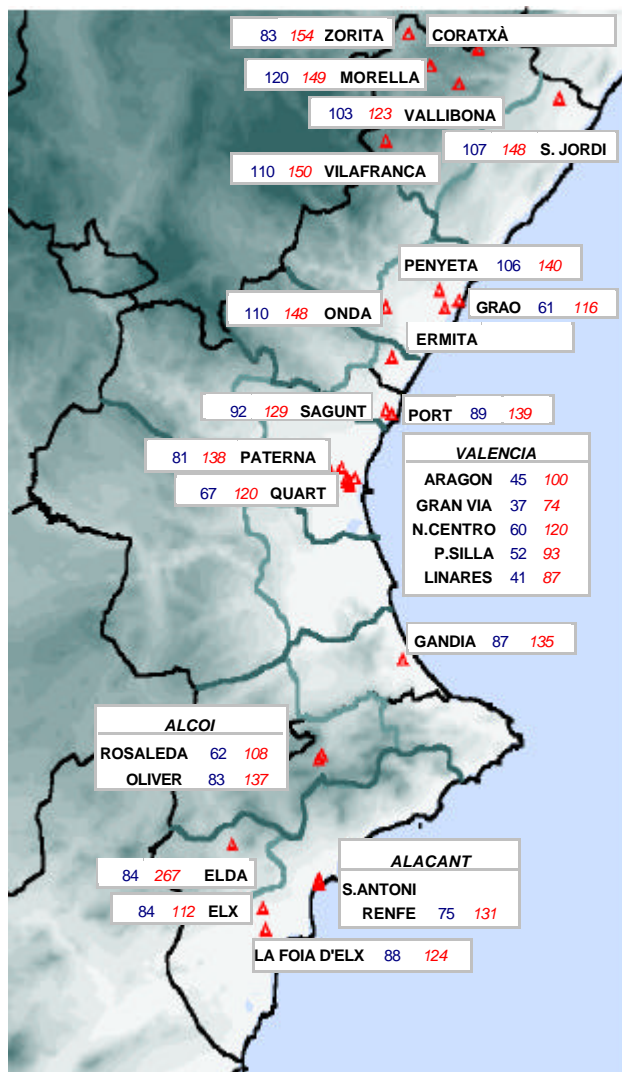 83 154 ZORITA
CORATXÀ
120 149 MORELLA
103 123 VALLIBONA
107 148 S. JORDI
110 150 VILAFRANCA
PENYETA 106 140
110 148 ONDA
GRAO 61 116
ERMITA
92 129 SAGUNT
PORT 89 139
81 138 PATERNA
67 120 QUART
VALENCIA
ARAGON 45 100
GRAN VIA 37 74
N.CENTRO 60 120
P.SILLA 52 93
LINARES 41 87
GANDIA 87 135
ALCOI
ROSALEDA 62 108
OLIVER 83 137
84 267 ELDA
84 112 ELX
ALACANT
S.ANTONI
RENFE 75 131
LA FOIA D'ELX 88 124